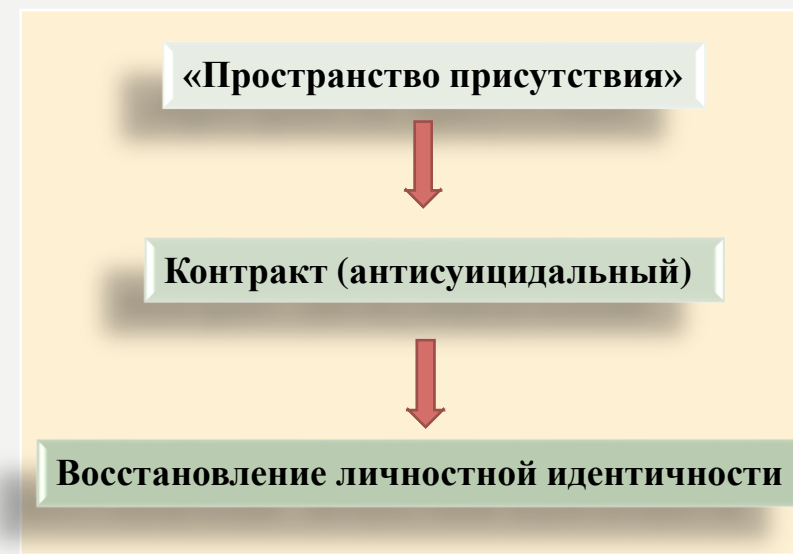 «Пространство присутствия»
Контракт (антисуицидальный)
Восстановление личностной идентичности